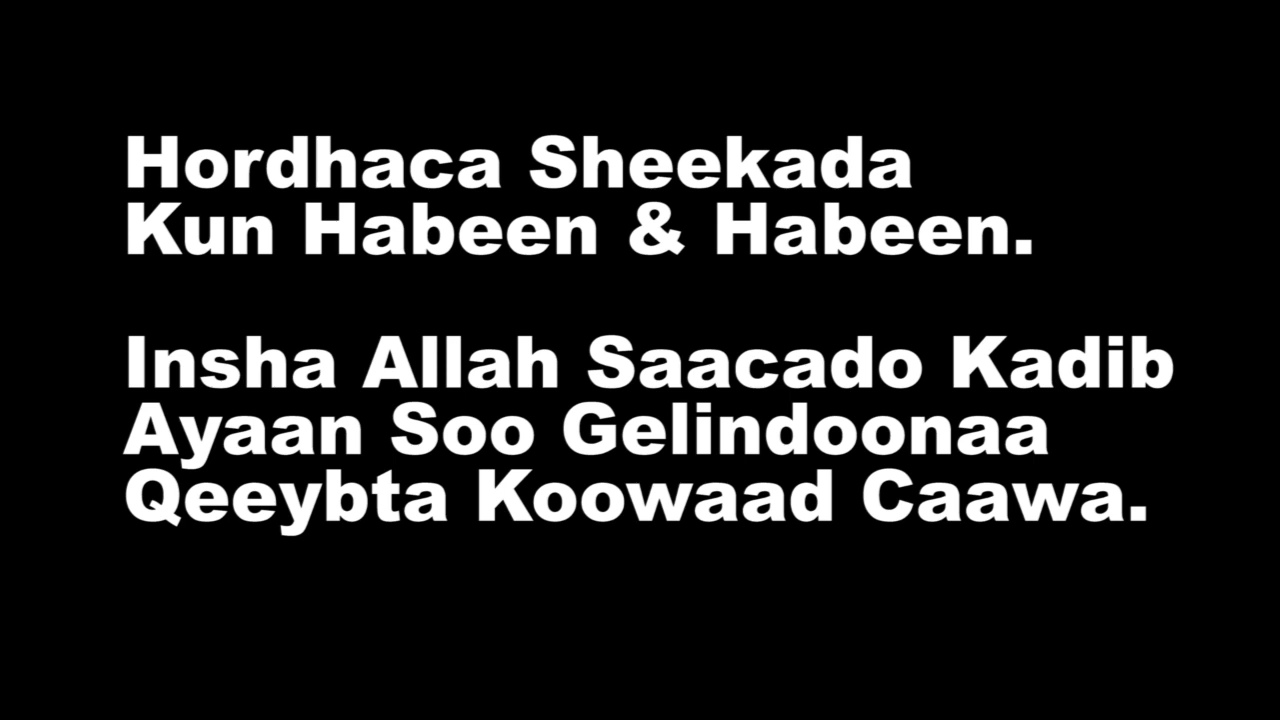 Hordhaca Sheekada
Kun Habeen & Habeen.
Insha Allah Saacado Kadib
Ayaan Soo Gelindoonaa
Qeeybta Koowaad Caawa.